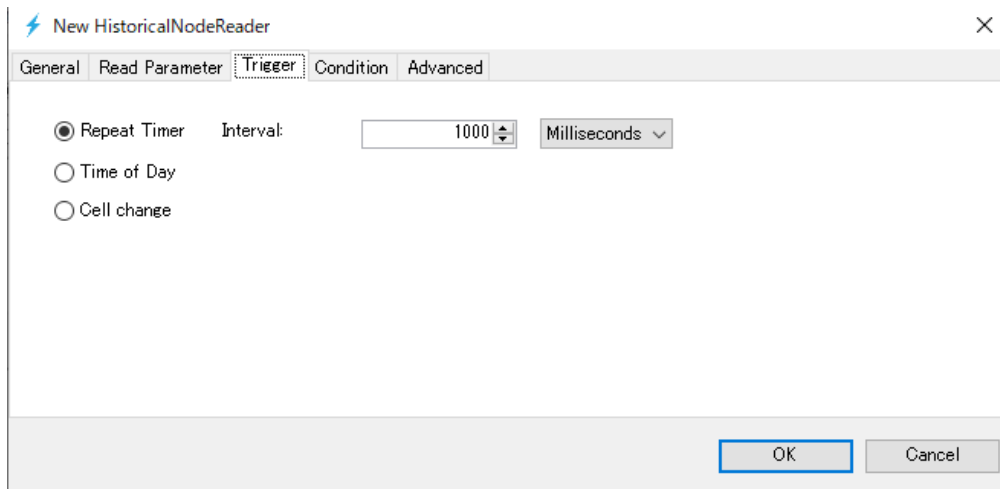 New HistoricalNodeReader
General Read Parameter Trigger Condition Advanced
Repeat Timer Interval: 1000 Milliseconds
Time of Day
Cell change
OK Cancel